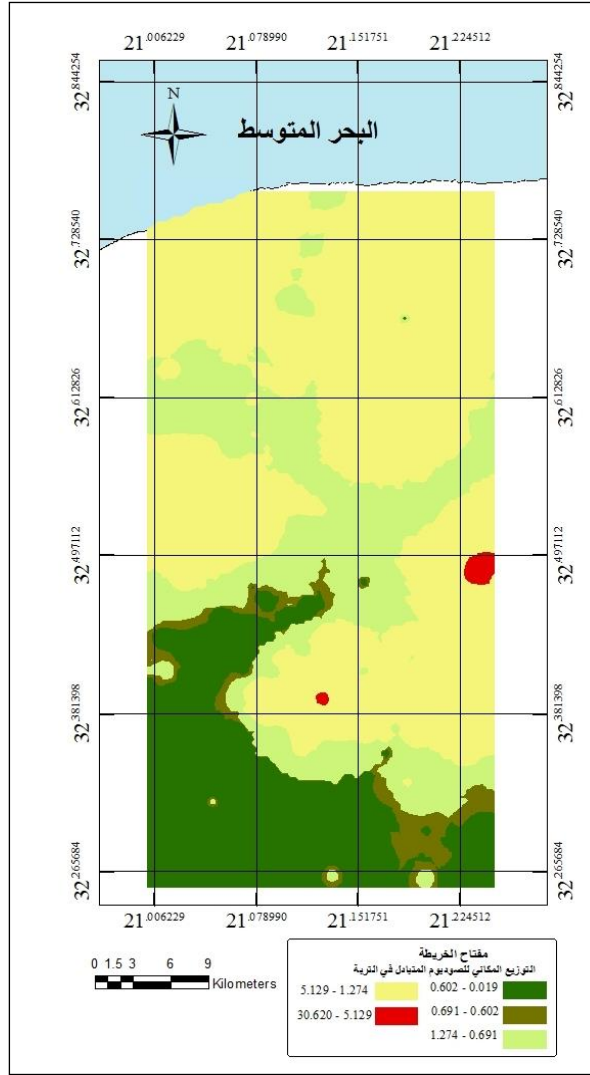 21.006229 21.078990 21.151751 21.224512
32.844254 32.844254
N
البحر المتوسط
32.728540 32.728540
32.612826 32.612826
32.497112 32.497112
32.381398 32.381398
32.265684 32.265684
21.006229 21.078990 21.151751 21.224512
0 1.5 3 6 9
Kilometers
مفتاح الخريطة
التوزيع المكاني للصوديوم المتبادل في التربة
0.602 - 0.019 5.129 - 1.274
0.691 - 0.602 30.620 - 5.129
1.274 - 0.691